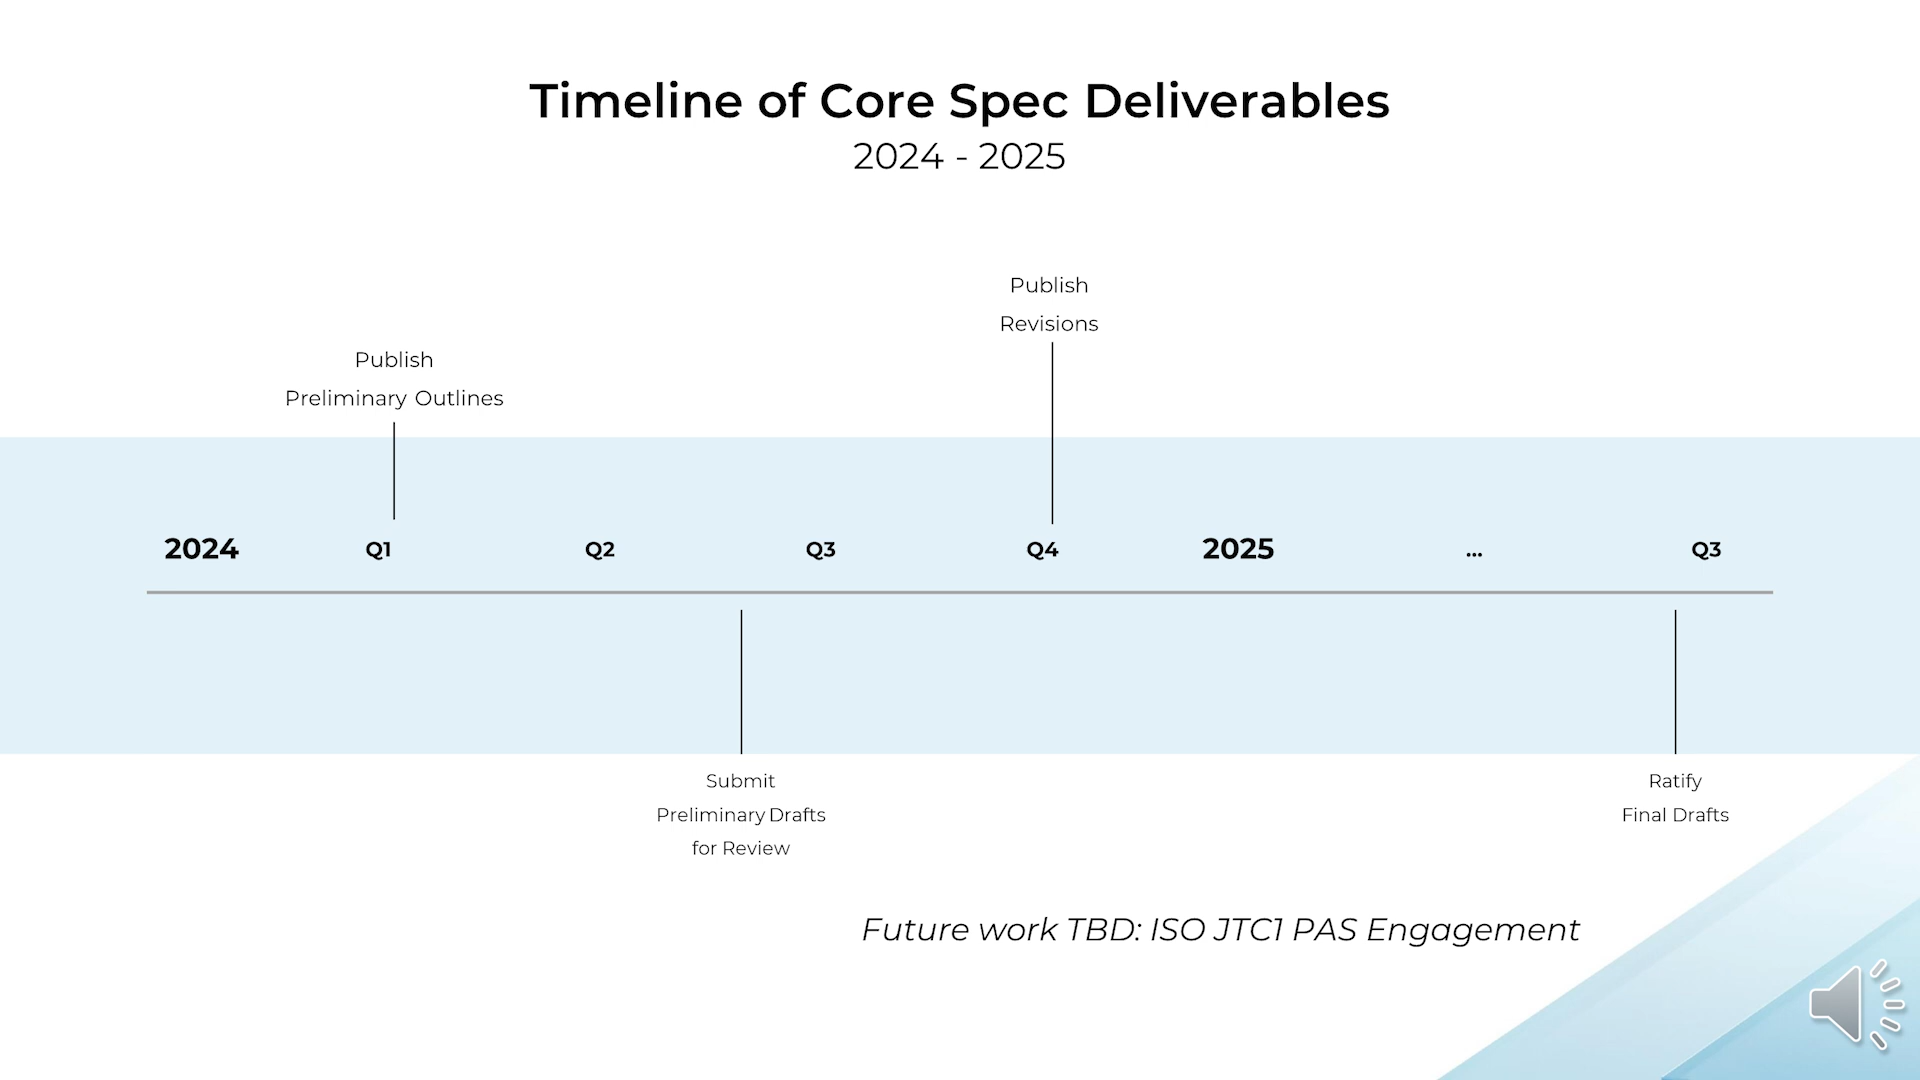 Timeline of Core Spec Deliverables
2024 - 2025
Publish
Revisions
Publish
Preliminary Outlines
2024 Q1 Q2 Q3 Q4 2025 ... Q3
Submit
Preliminary Drafts
for Review
Ratify
Final Drafts
Future work TBD: ISO JTC1 PAS Engagement